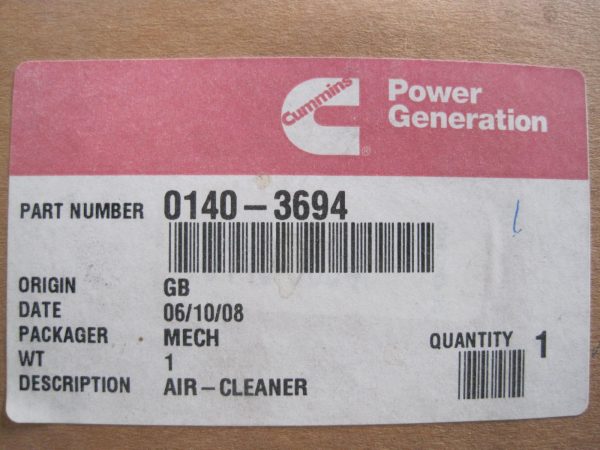 Cummins
Power
Generation
®
PART NUMBER 0140-3694
ORIGIN GB
DATE 06/10/08
PACKAGER MECH
WT 1
DESCRIPTION AIR-CLEANER
QUANTITY 1